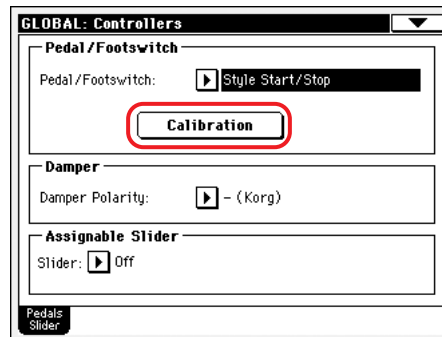 GLOBAL: Controllers
Pedal/Footswitch
Pedal/Footswitch: Style Start/Stop
Calibration
Damper
Damper Polarity: - (Korg)
Assignable Slider
Slider: Off
Pedals
Slider